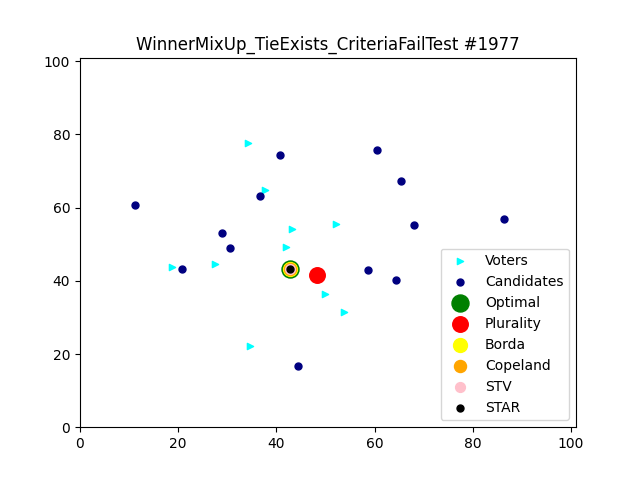 WinnerMixUp_TieExists_CriteriaFailTest #1977
100
80
60
40
20
0
0 20 40 60 80 100
Voters
Candidates
Optimal
Plurality
Borda
Copeland
STV
STAR